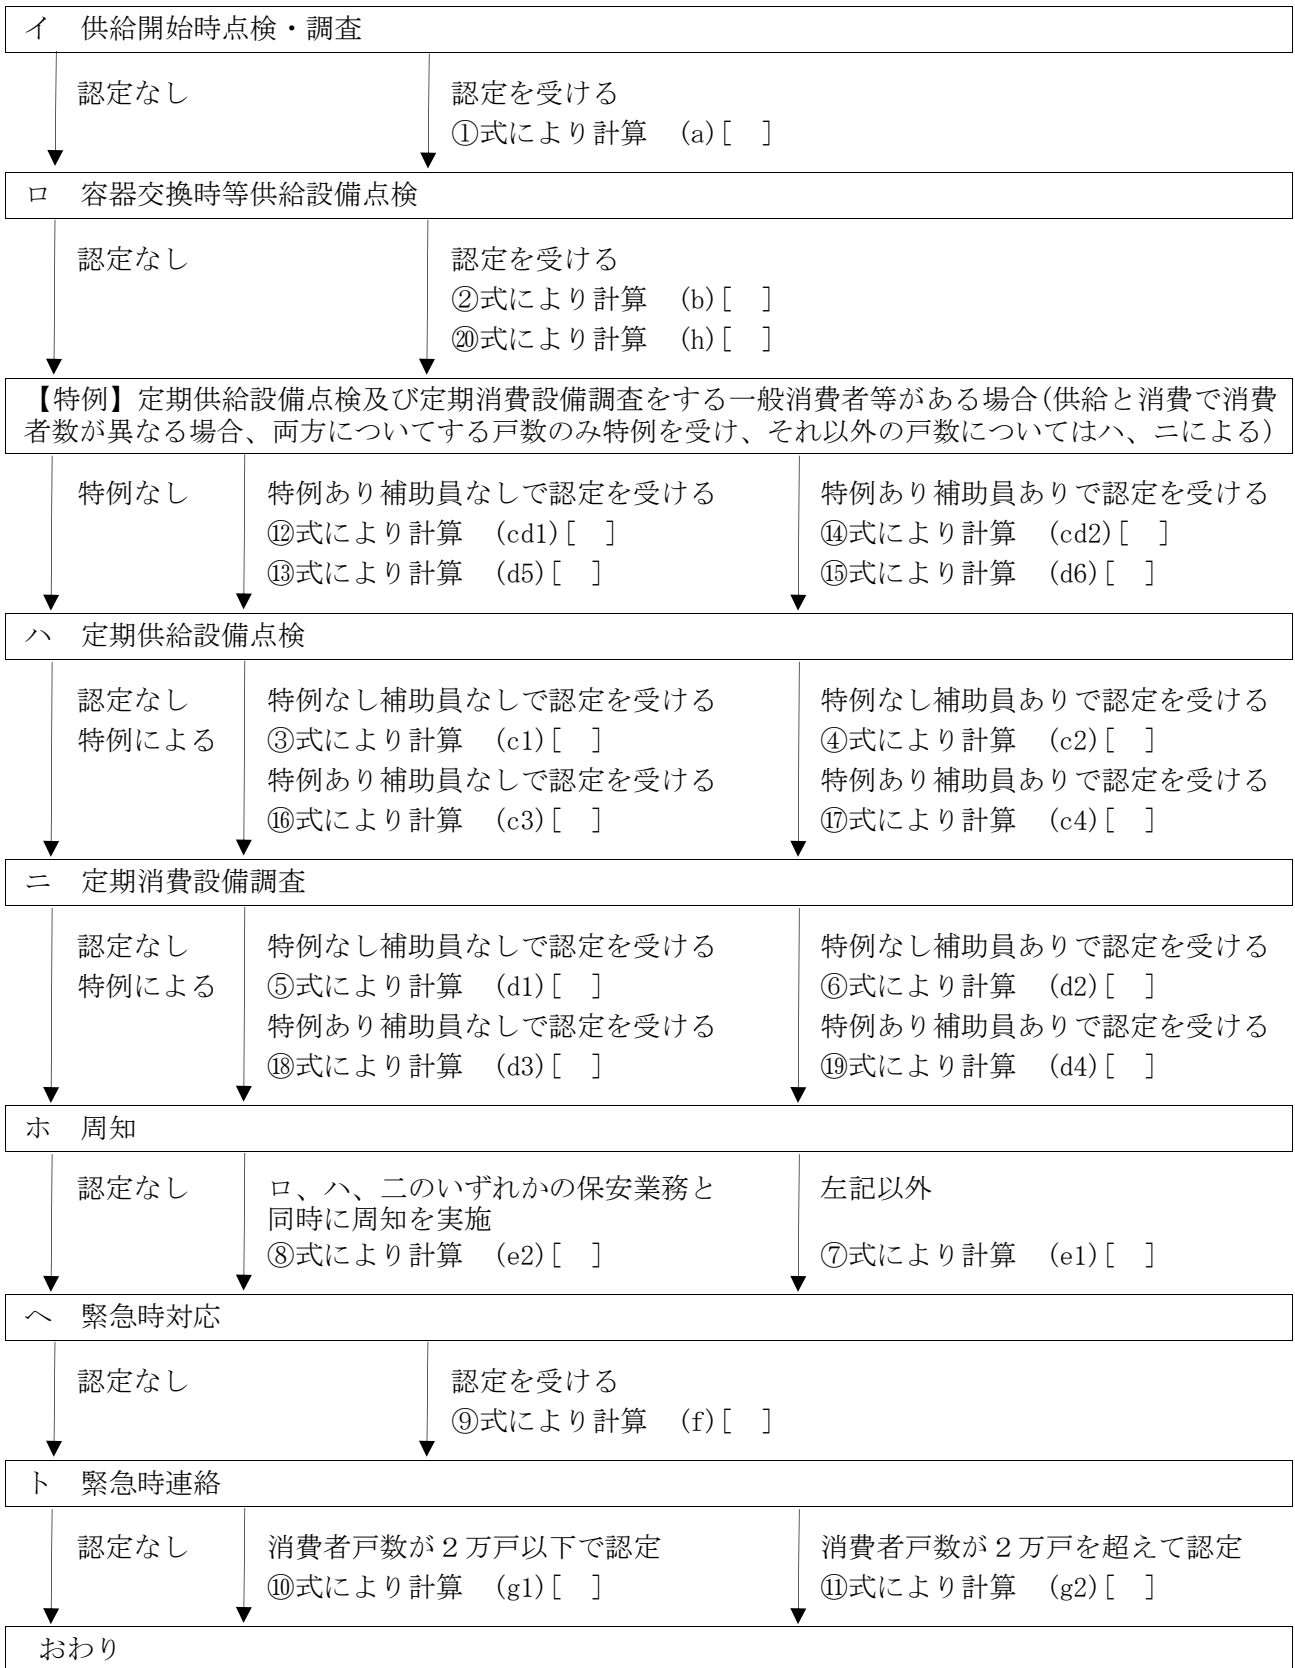 イ　供給開始時点検・調査
認定なし
認定を受ける
①式により計算　(a)[　]
ロ　容器交換時等供給設備点検
認定なし
認定を受ける
②式により計算　(b)[　]
⑳式により計算　(h)[　]
【特例】定期供給設備点検及び定期消費設備調査をする一般消費者等がある場合(供給と消費で消費
者数が異なる場合、両方についてする戸数のみ特例を受け、それ以外の戸数についてはハ、ニによる)
特例なし
特例あり補助員なしで認定を受ける
⑫式により計算　(cd1)[　]
⑬式により計算　(d5)[　]
特例あり補助員ありで認定を受ける
⑭式により計算　(cd2)[　]
⑮式により計算　(d6)[　]
ハ　定期供給設備点検
認定なし
特例による
特例なし補助員なしで認定を受ける
③式により計算　(c1)[　]
特例あり補助員なしで認定を受ける
⑯式により計算　(c3)[　]
特例なし補助員ありで認定を受ける
④式により計算　(c2)[　]
特例あり補助員ありで認定を受ける
⑰式により計算　(c4)[　]
ニ　定期消費設備調査
認定なし
特例による
特例なし補助員なしで認定を受ける
⑤式により計算　(d1)[　]
特例あり補助員なしで認定を受ける
⑱式により計算　(d3)[　]
特例なし補助員ありで認定を受ける
⑥式により計算　(d2)[　]
特例あり補助員ありで認定を受ける
⑲式により計算　(d4)[　]
ホ　周知
認定なし
ロ、ハ、二のいずれかの保安業務と
同時に周知を実施
⑧式により計算　(e2)[　]
左記以外
⑦式により計算　(e1)[　]
ヘ　緊急時対応
認定なし
認定を受ける
⑨式により計算　(f)[　]
ト　緊急時連絡
認定なし
消費者戸数が２万戸以下で認定
⑩式により計算　(g1)[　]
消費者戸数が２万戸を超えて認定
⑪式により計算　(g2)[　]
おわり